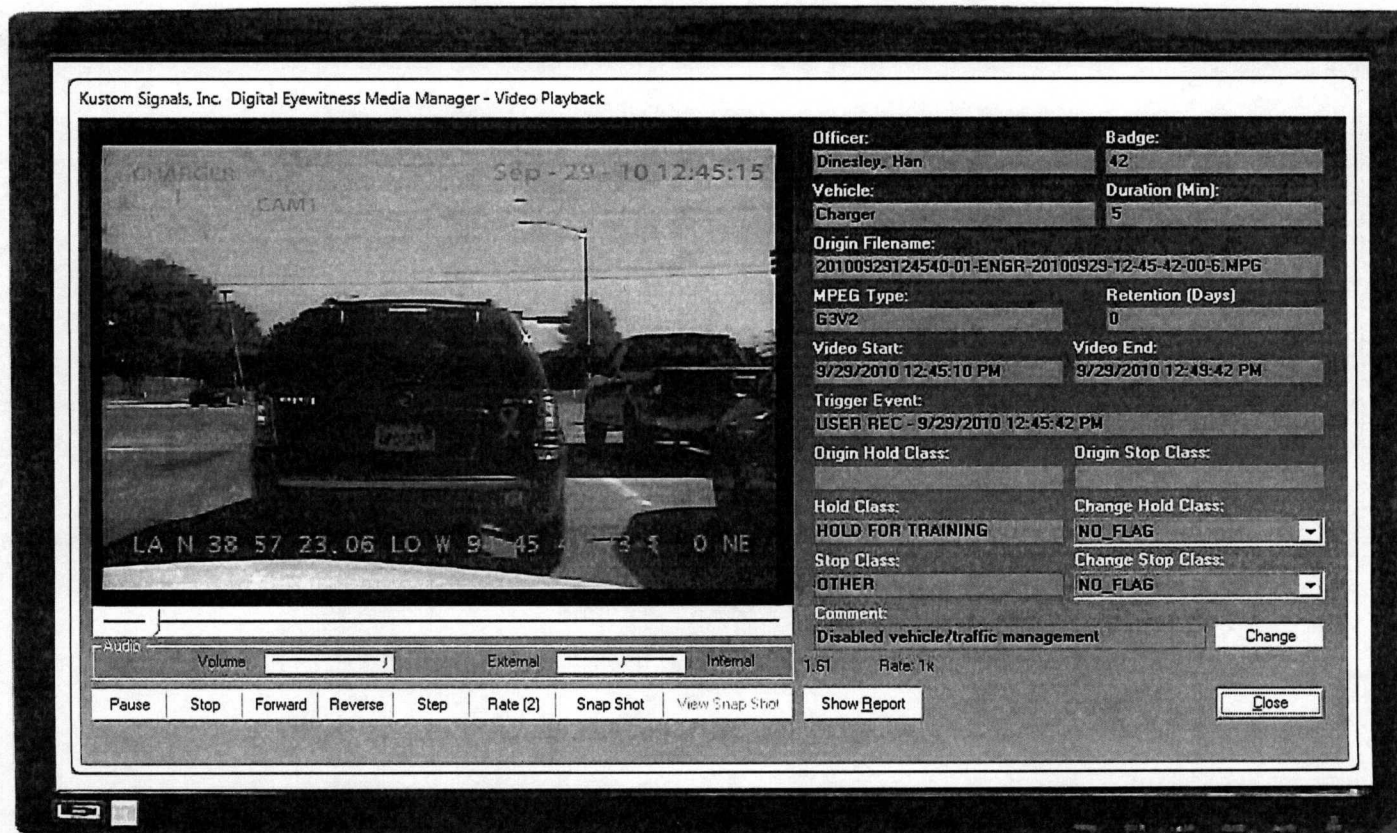 Kustom Signals, Inc. Digital Eyewitness Media Manager - Video Playback
CHARGER
Sep - 29 - 10 12:45:15
CAM1
LA N 38 57 23.06 LO W 9 45 0 NE
Officer:
Badge:
Dinesley, Han
42
Vehicle:
Duration (Min):
Charger
5
Origin Filename:
20100929124540-01-ENGR-20100929-12-45-42-00-6.MPG
MPEG Type:
Retention (Days)
G3V2
0
Video Start:
Video End:
9/29/2010 12:45:10 PM
9/29/2010 12:49:42 PM
Trigger Event:
USER REC - 9/29/2010 12:45:42 PM
Origin Hold Class:
Origin Stop Class:
Hold Class:
Change Hold Class:
HOLD FOR TRAINING
NO_FLAG
Stop Class:
Change Stop Class:
OTHER
NO_FLAG
Comment:
Disabled vehicle/traffic management
Change
Audio
Volume
External
Internal
1.61
Rate: 1x
Pause
Stop
Forward
Reverse
Step
Rate (2)
Snap Shot
View Snap Shot
Show Report
Close